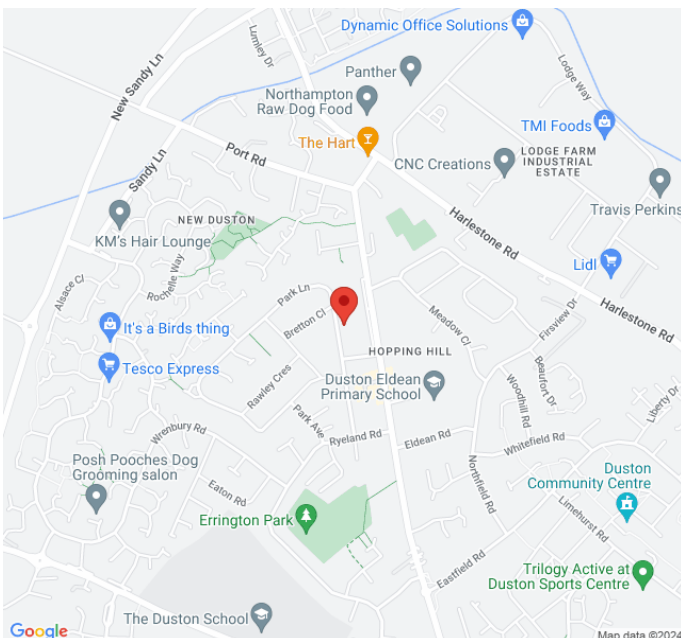 Dynamic Office Solutions
Lumley Dr
Lodge Way
Panther
New Sandy Ln
Northampton
Raw Dog Food
TMI Foods
The Hart
Port Rd
CNC Creations
LODGE FARM
INDUSTRIAL
ESTATE
Sandy Ln
Travis Perkins
NEW DUSTON
KM's Hair Lounge
Harlestone Rd
Lidl
Rochelle Way
Alsace Cl
Park Ln
Harlestone Rd
Bretton Cl
Meadow Cl
Firsview Dr
It's a Birds thing
HOPPING HILL
Tesco Express
Rawley Cres
Duston Eldean
Primary School
Beaufort Dr
Woodhill Rd
Liberty Dr
Park Ave
Wrenbury Rd
Ryeland Rd
Eldean Rd
Whitefield Rd
Posh Pooches Dog
Grooming salon
Northfield Rd
Duston
Community Centre
Eaton Rd
Limehurst Rd
Errington Park
Eastfield Rd
Trilogy Active at
Duston Sports Centre
The Duston School
Google
Map data ©2024